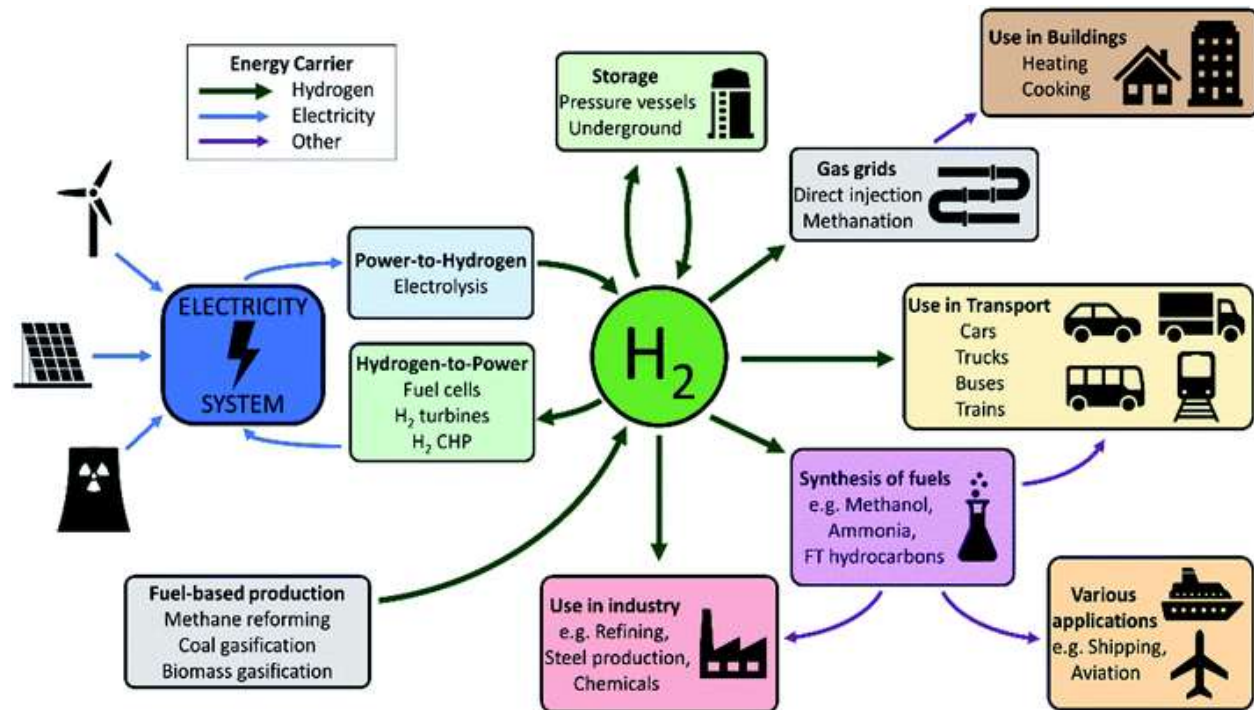 Energy Carrier
Hydrogen
Electricity
Other
Storage
Pressure vessels
Underground
Use in Buildings
Heating
Cooking
Gas grids
Direct injection
Methanation
Power-to-Hydrogen
Electrolysis
ELECTRICITY
SYSTEM
Hydrogen-to-Power
Fuel cells
H₂ turbines
H₂ CHP
H₂
Use in Transport
Cars
Trucks
Buses
Trains
Synthesis of fuels
e.g. Methanol,
Ammonia,
FT hydrocarbons
Fuel-based production
Methane reforming
Coal gasification
Biomass gasification
Use in industry
e.g. Refining,
Steel production,
Chemicals
Various
applications
e.g. Shipping,
Aviation